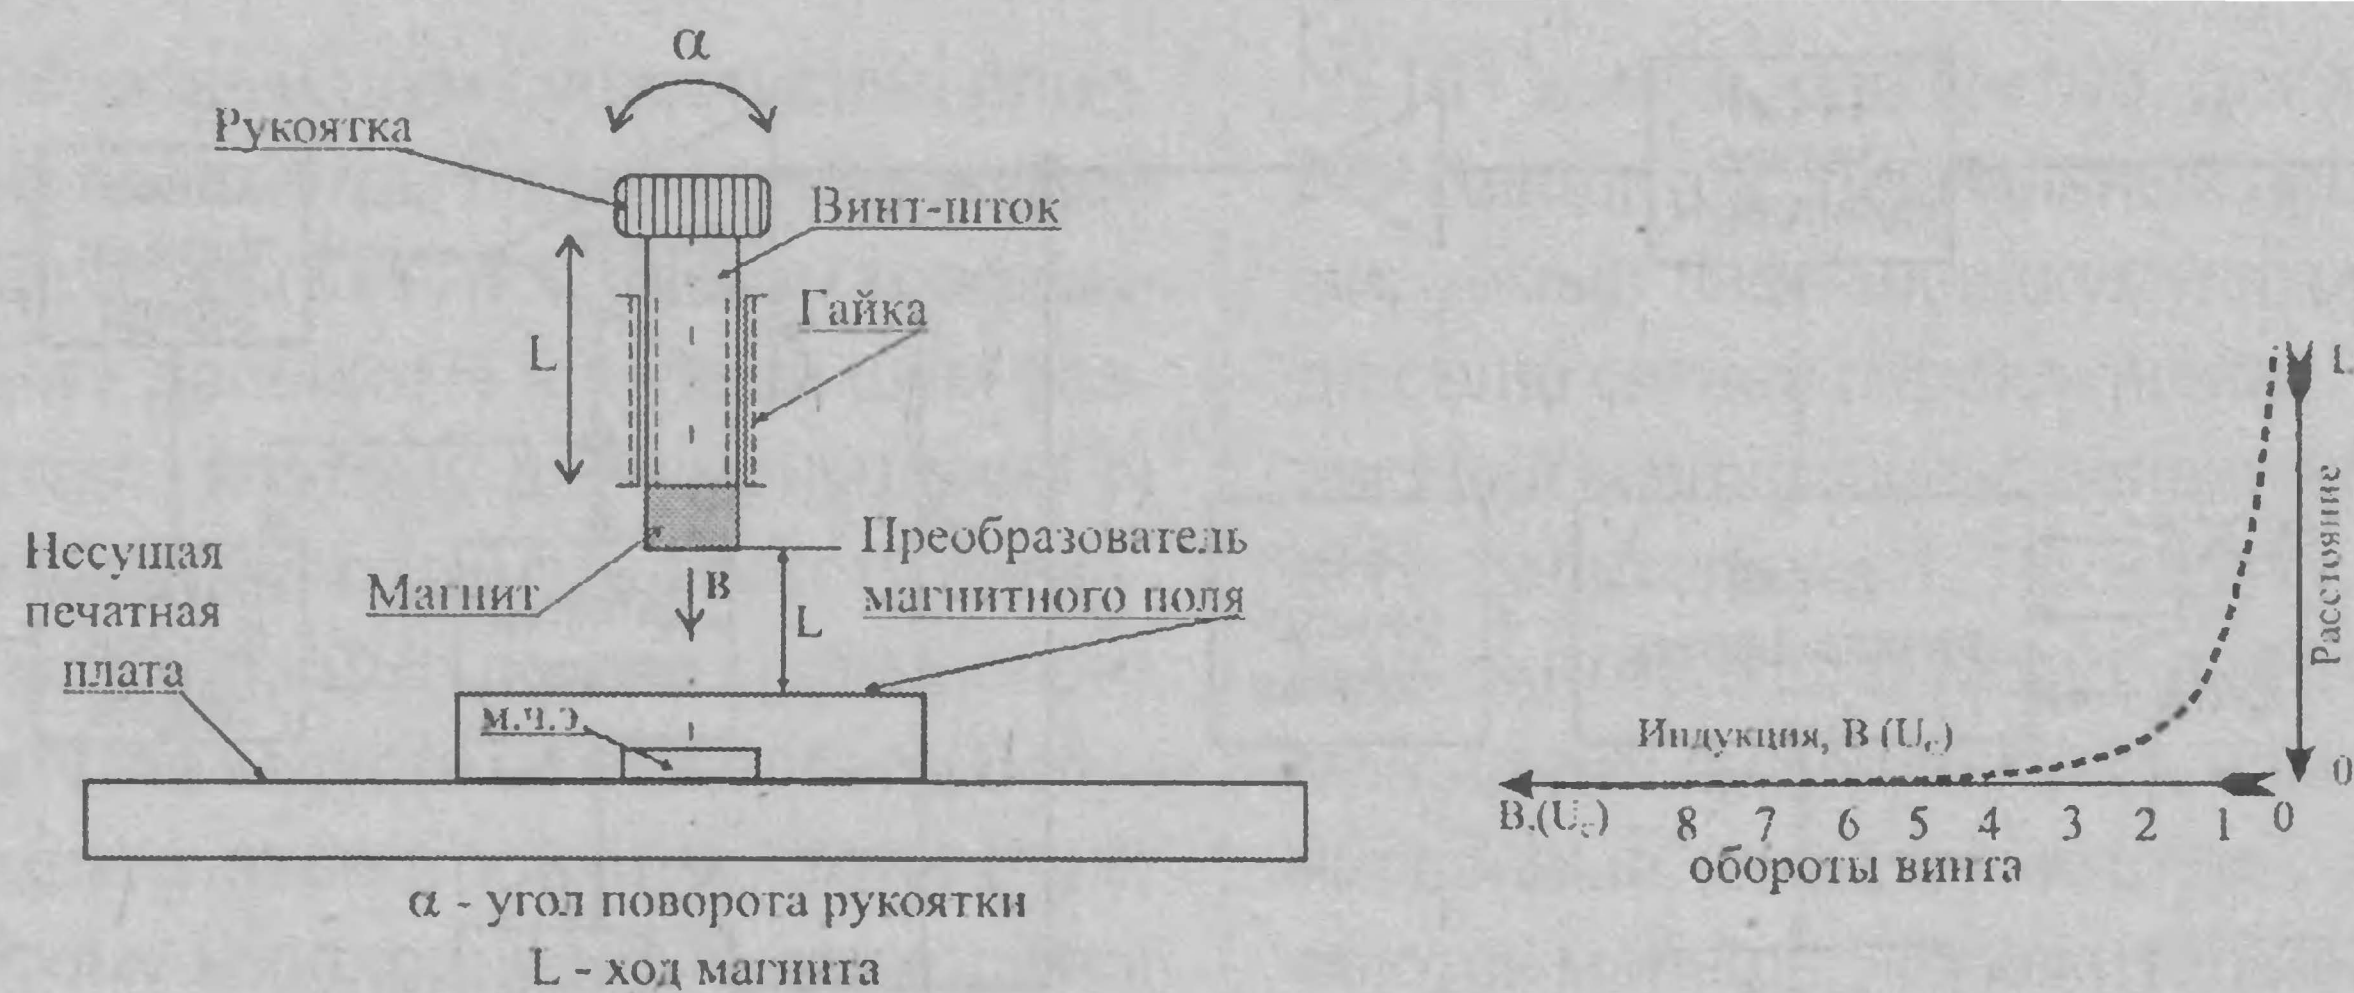 α
Рукоятка
Винт-шток
Гайка
L
Несущая
печатная
плата
Магнит
B
L
Преобразователь
магнитного поля
м.ч.э.
α - угол поворота рукоятки
L - ход магнита
L
Расстояние
0
Индукция, B (U
B,(U
8 7 6 5 4 3 2 1 0
обороты винта